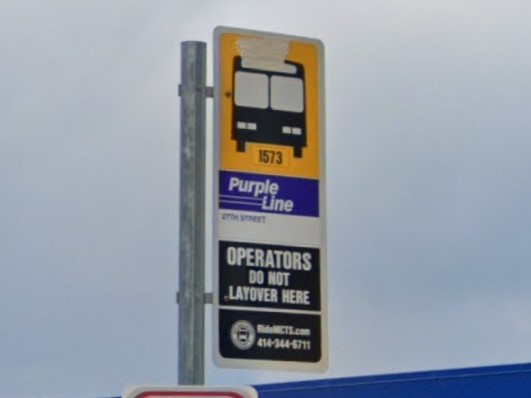 1573
Purple
Line
27TH STREET
OPERATORS
DO NOT
LAYOVER HERE
RideMCTS.com
414-344-6711